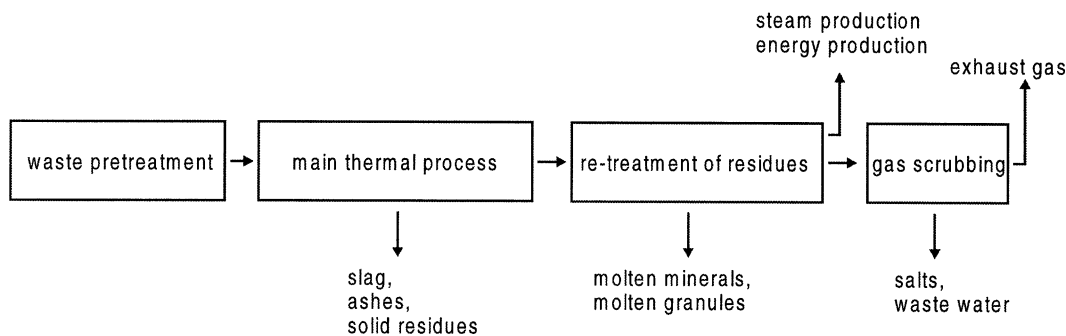 steam production
energy production
exhaust gas
waste pretreatment
main thermal process
re-treatment of residues
gas scrubbing
slag,
ashes,
solid residues
molten minerals,
molten granules
salts,
waste water